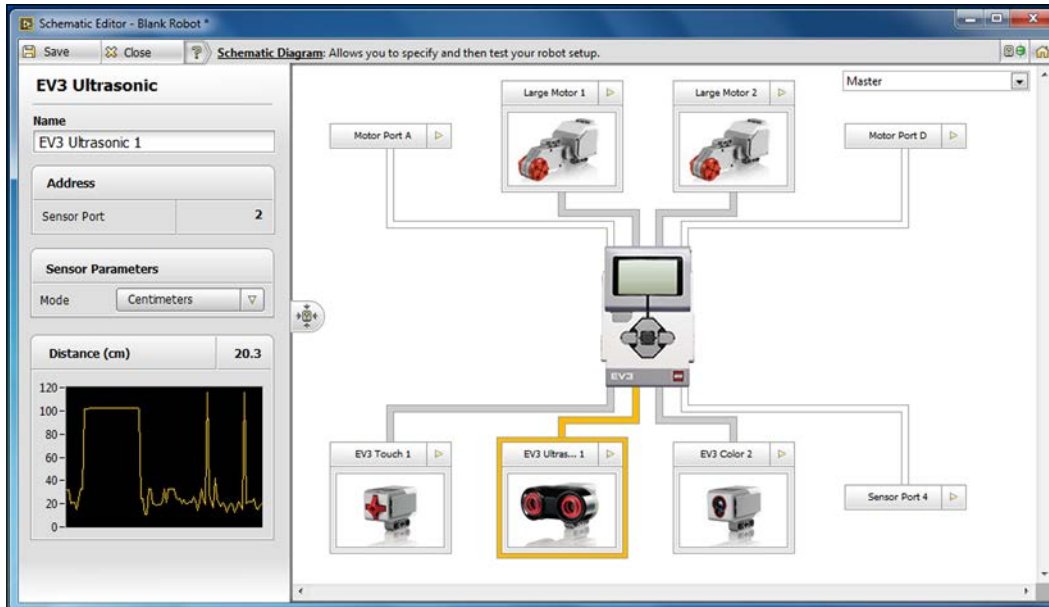 Schematic Editor - Blank Robot *
Save
Close
?
Schematic Diagram: Allows you to specify and then test your robot setup.
EV3 Ultrasonic
Name
EV3 Ultrasonic 1
Address
Sensor Port 2
Sensor Parameters
Mode Centimeters
Distance (cm) 20.3
120
100
80
60
40
20
0
Master
Large Motor 1
Large Motor 2
Motor Port A
Motor Port D
EV3
EV3 Touch 1
EV3 Ultras... 1
EV3 Color 2
Sensor Port 4